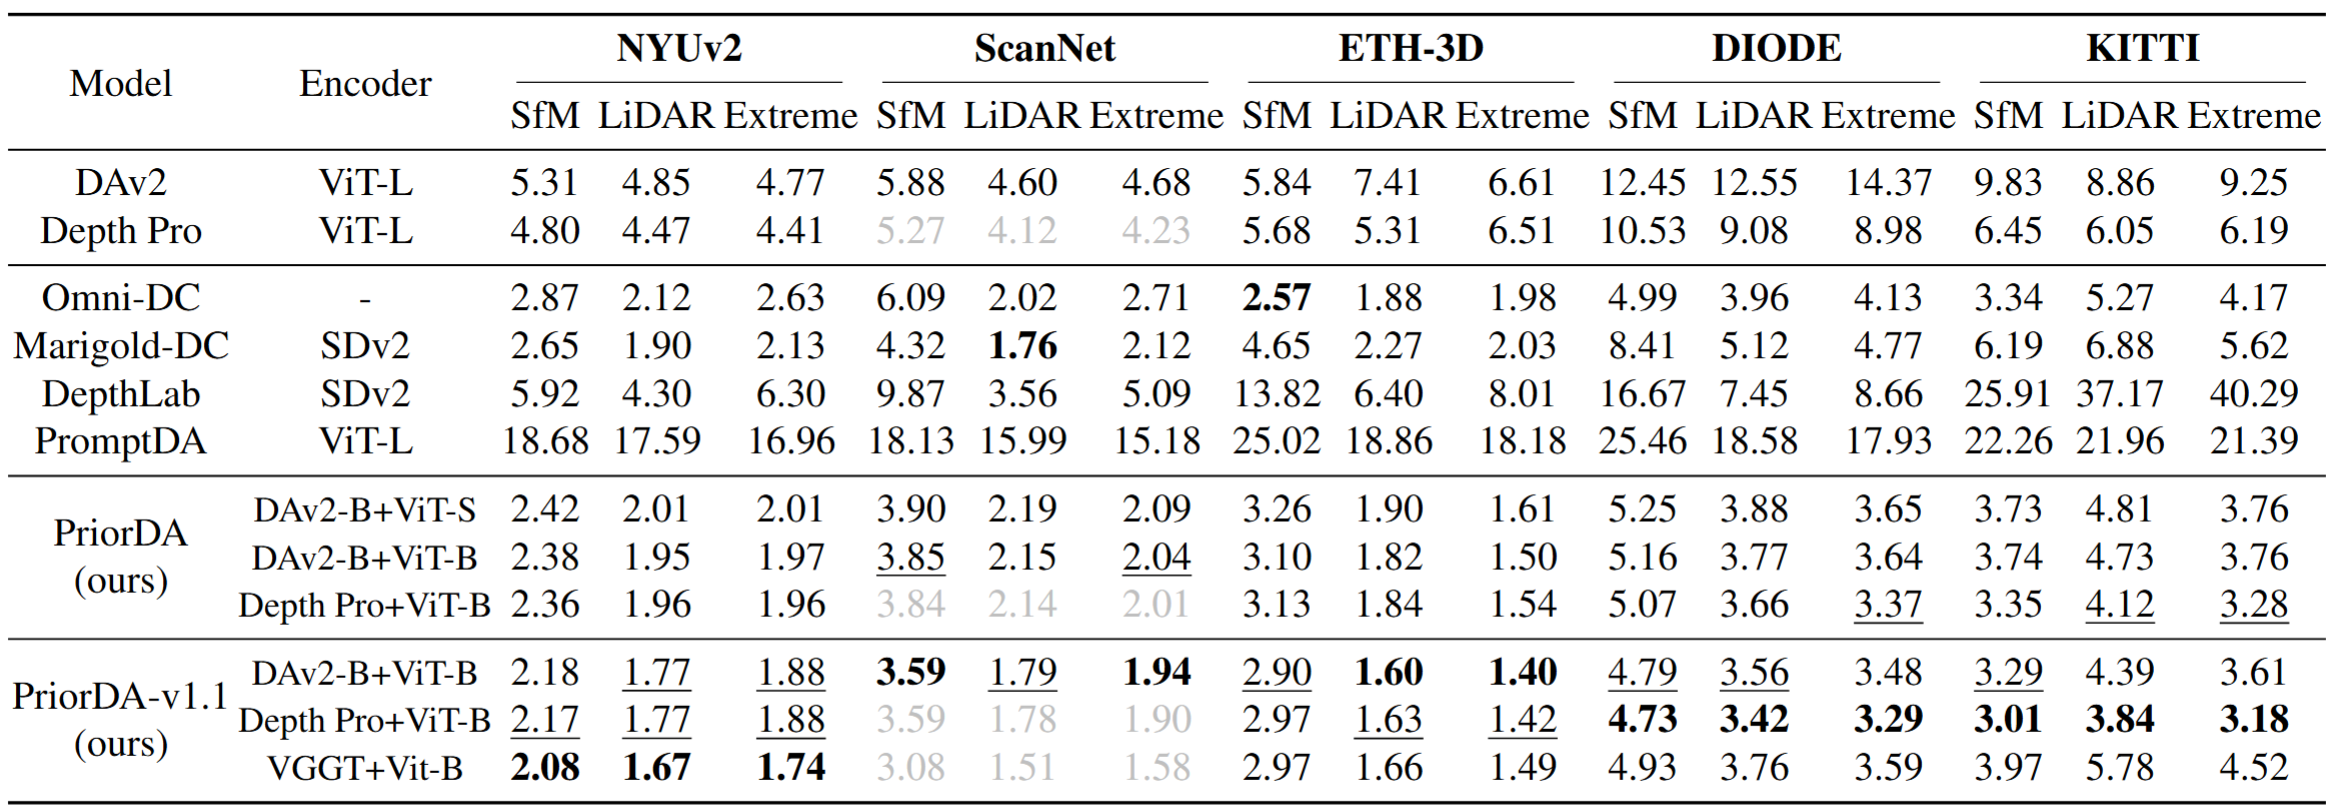 NYUv2 ScanNet ETH-3D DIODE KITTI
Model Encoder
SfM LiDAR Extreme SfM LiDAR Extreme SfM LiDAR Extreme SfM LiDAR Extreme SfM LiDAR Extreme
DAv2 ViT-L 5.31 4.85 4.77 5.88 4.60 4.68 5.84 7.41 6.61 12.45 12.55 14.37 9.83 8.86 9.25
Depth Pro ViT-L 4.80 4.47 4.41 5.27 4.12 4.23 5.68 5.31 6.51 10.53 9.08 8.98 6.45 6.05 6.19
Omni-DC - 2.87 2.12 2.63 6.09 2.02 2.71 2.57 1.88 1.98 4.99 3.96 4.13 3.34 5.27 4.17
Marigold-DC SDv2 2.65 1.90 2.13 4.32 1.76 2.12 4.65 2.27 2.03 8.41 5.12 4.77 6.19 6.88 5.62
DepthLab SDv2 5.92 4.30 6.30 9.87 3.56 5.09 13.82 6.40 8.01 16.67 7.45 8.66 25.91 37.17 40.29
PromptDA ViT-L 18.68 17.59 16.96 18.13 15.99 15.18 25.02 18.86 18.18 25.46 18.58 17.93 22.26 21.96 21.39
DAv2-B+ViT-S 2.42 2.01 2.01 3.90 2.19 2.09 3.26 1.90 1.61 5.25 3.88 3.65 3.73 4.81 3.76
PriorDA
DAv2-B+ViT-B 2.38 1.95 1.97 3.85 2.15 2.04 3.10 1.82 1.50 5.16 3.77 3.64 3.74 4.73 3.76
(ours)
Depth Pro+ViT-B 2.36 1.96 1.96 3.84 2.14 2.01 3.13 1.84 1.54 5.07 3.66 3.37 3.35 4.12 3.28
DAv2-B+ViT-B 2.18 1.77 1.88 3.59 1.79 1.94 2.90 1.60 1.40 4.79 3.56 3.48 3.29 4.39 3.61
PriorDA-v1.1
Depth Pro+ViT-B 2.17 1.77 1.88 3.59 1.78 1.90 2.97 1.63 1.42 4.73 3.42 3.29 3.01 3.84 3.18
(ours)
VGGT+Vit-B 2.08 1.67 1.74 3.08 1.51 1.58 2.97 1.66 1.49 4.93 3.76 3.59 3.97 5.78 4.52